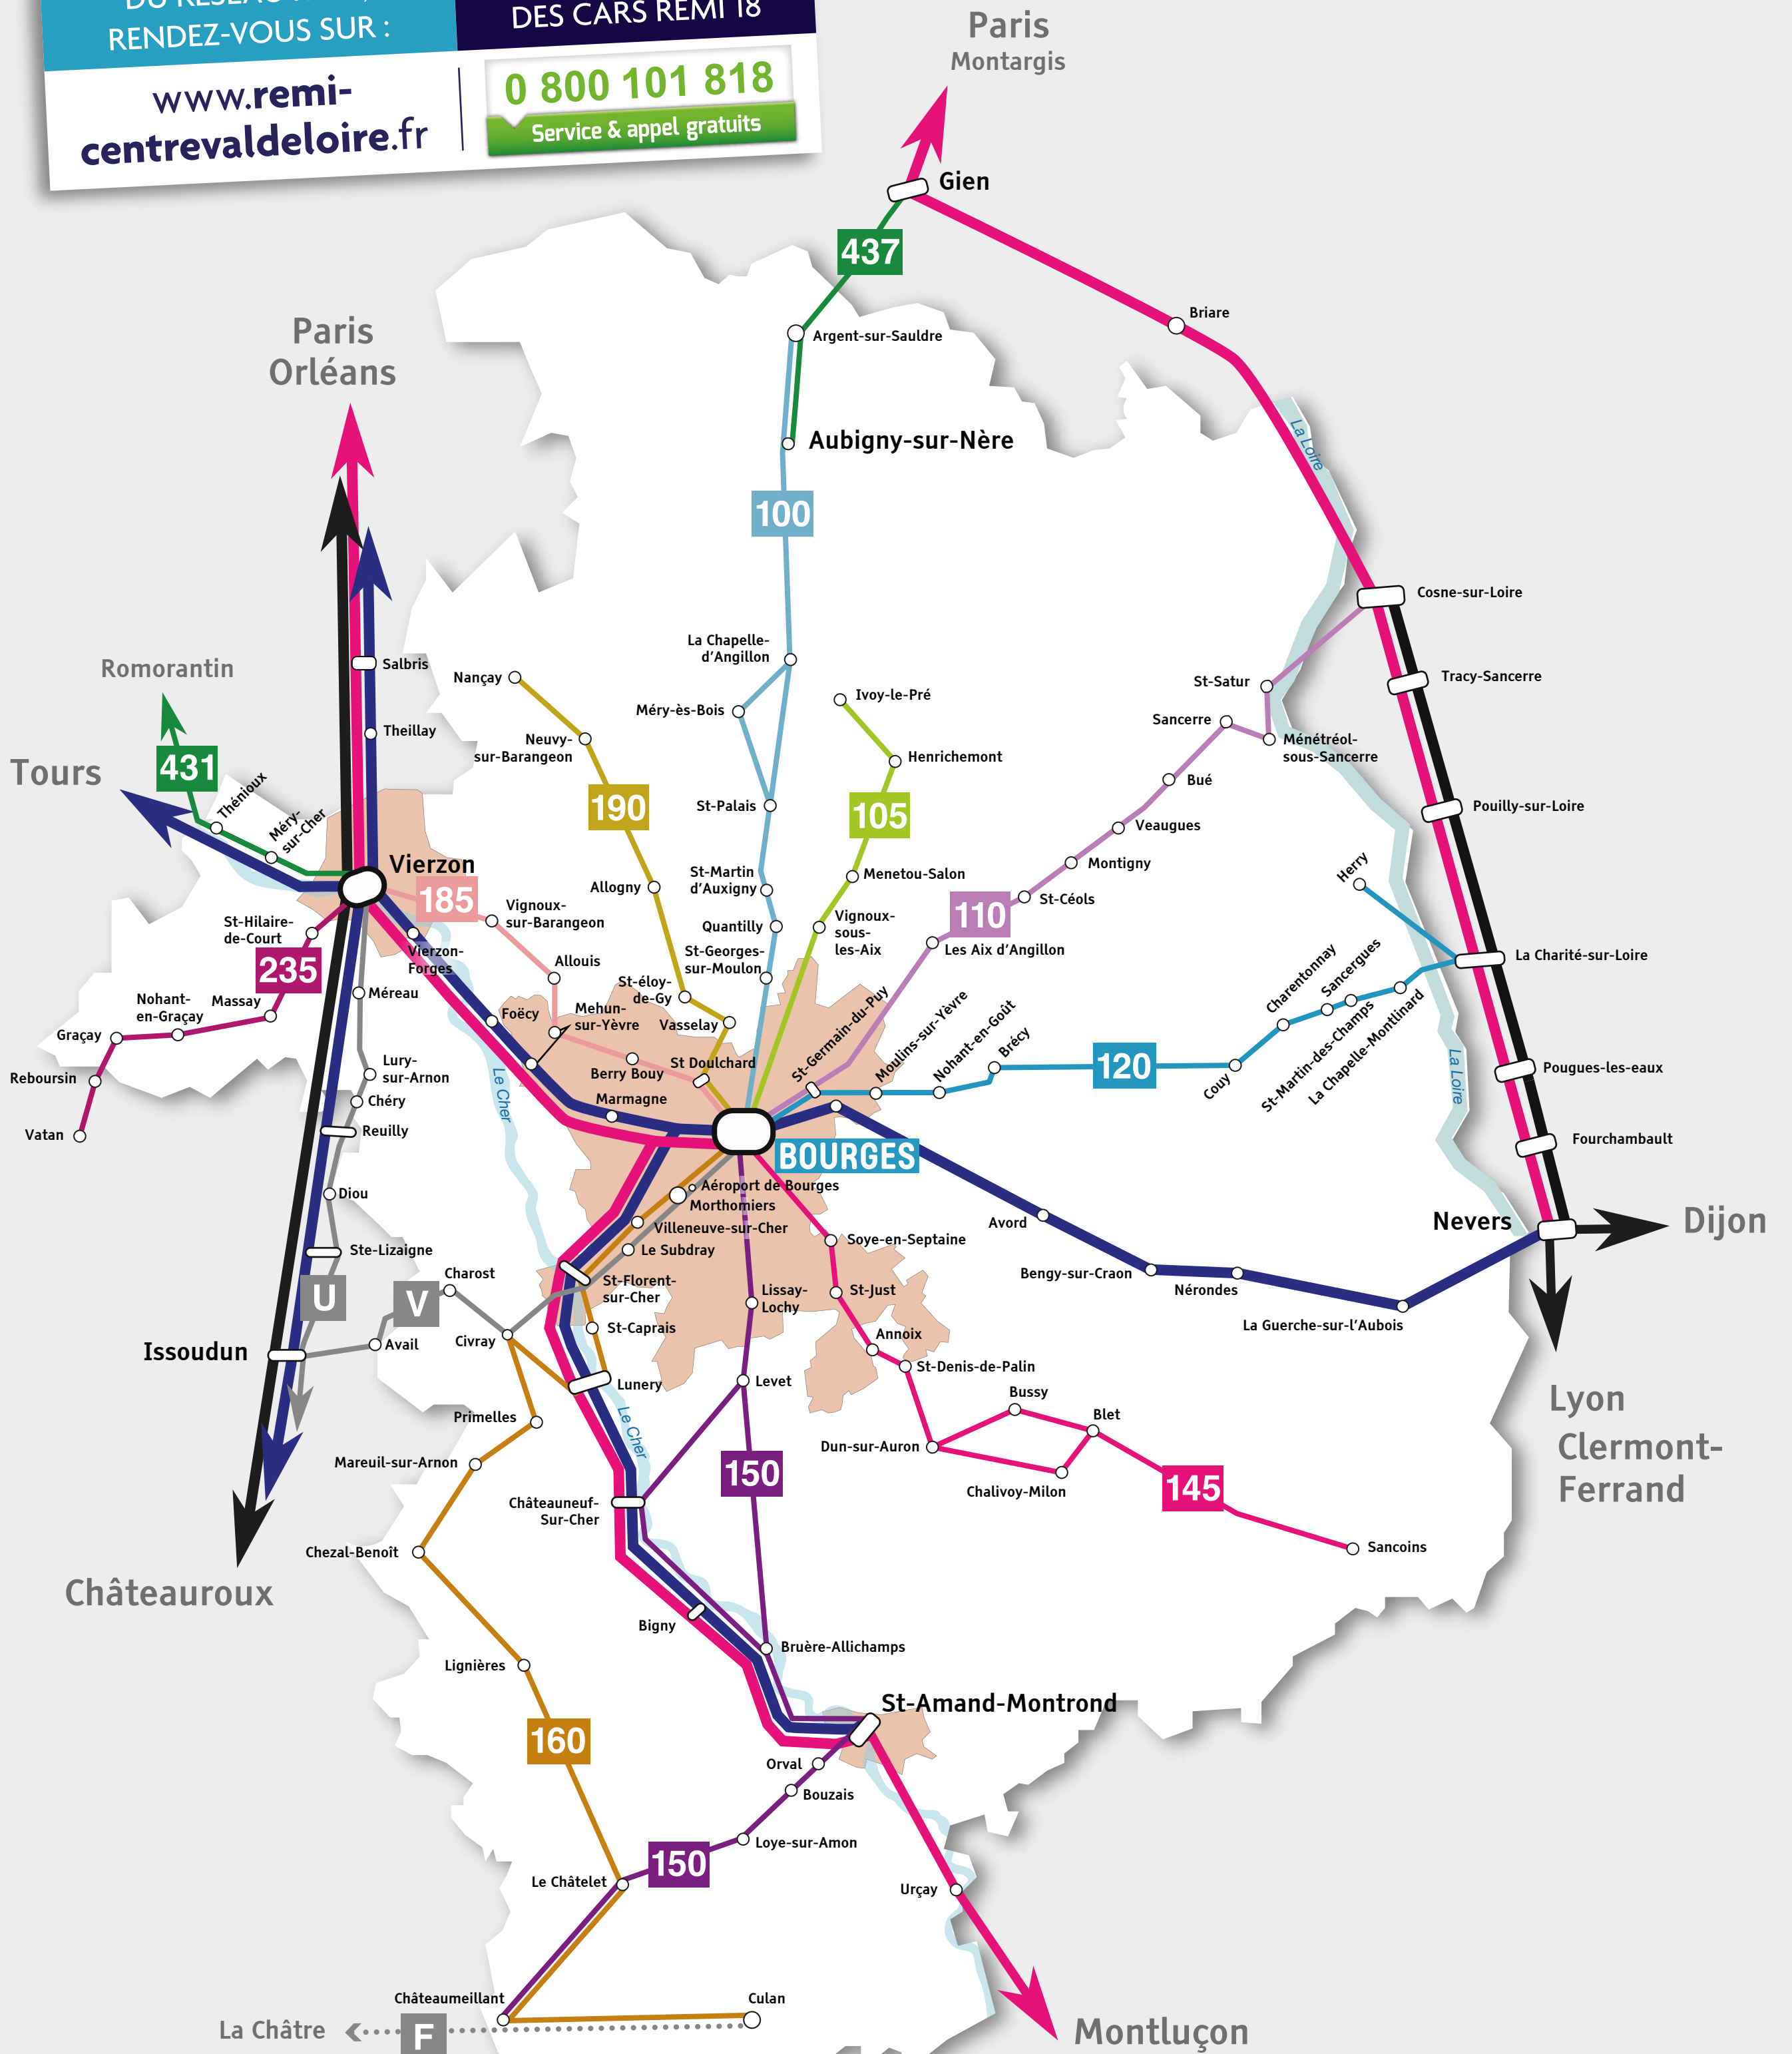 RENDEZ-VOUS SUR :
DES CARS RÉMI 18
www.remi-
centrevaldeloire.fr
0 800 101 818
Service & appel gratuits
Paris
Montargis
Gien
437
Briare
Argent-sur-Sauldre
Paris
Orléans
La Loire
Aubigny-sur-Nère
100
Cosne-sur-Loire
La Chapelle-
d'Angillon
Salbris
Romorantin
Nançay
Tracy-Sancerre
St-Satur
Ivoy-le-Pré
Méry-ès-Bois
Sancerre
Theillay
Neuvy-
sur-Barangeon
Ménétréol-
sous-Sancerre
Henrichemont
431
Tours
Bué
Thénioux
Méry-
sur-Cher
190
St-Palais
105
Pouilly-sur-Loire
Veaugues
Vierzon
Montigny
Herry
St-Martin
d'Auxigny
Menetou-Salon
Allogny
185
St-Céols
Vignoux-
sur-Barangeon
110
St-Hilaire-
de-Court
Quantilly
Vignoux-
sous-
les-Aix
Les Aix d'Angillon
Vierzon-
Forges
235
Allouis
St-Georges-
sur-Moulon
La Charité-sur-Loire
Charentonnay
Sancergues
St-éloy-
de-Gy
Méreau
Nohant-
en-Graçay
Massay
Foëcy
Mehun-
sur-Yèvre
Vasselay
St-Germain-du-Puy
Moulins-sur-Yèvre
Nohant-en-Goût
Brécy
St-Martin-des-Champs
La Chapelle-Montlinard
Graçay
St Doulchard
120
Couy
La Loire
Pougues-les-eaux
Reboursin
Lury-
sur-Arnon
Le Cher
Berry Bouy
Chéry
Marmagne
Vatan
Reuilly
BOURGES
Fourchambault
Diou
Aéroport de Bourges
Morthomiers
Villeneuve-sur-Cher
Avord
Nevers
Dijon
Ste-Lizaigne
Le Subdray
Soye-en-Septaine
Charost
Bengy-sur-Craon
Nérondes
St-Florent-
sur-Cher
Lissay-
Lochy
St-Just
U
V
St-Caprais
La Guerche-sur-l'Aubois
Issoudun
Avail
Civray
Annoix
St-Denis-de-Palin
Lunery
Levet
Bussy
Lyon
Clermont-
Ferrand
Primelles
Le Cher
Blet
Dun-sur-Auron
Mareuil-sur-Arnon
150
Chalivoy-Milon
145
Châteauneuf-
Sur-Cher
Chezal-Benoît
Sancoins
Châteauroux
Bigny
Bruère-Allichamps
Lignières
St-Amand-Montrond
160
Orval
Bouzais
Loye-sur-Arnon
150
Le Châtelet
Urçay
Châteaumeillant
Culan
La Châtre
F
Montluçon